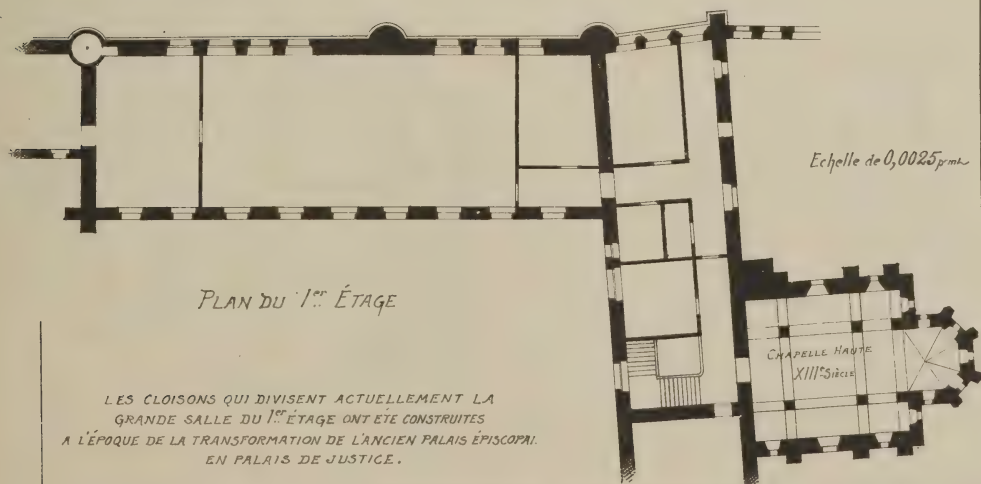 Echelle de 0,0025 p. m.
PLAN DU 1er ÉTAGE
CHAPELLE HAUTE
XIIIe SIÈCLE
LES CLOISONS QUI DIVISENT ACTUELLEMENT LA
GRANDE SALLE DU 1er ÉTAGE ONT ÉTÉ CONSTRUITES
A L'ÉPOQUE DE LA TRANSFORMATION DE L'ANCIEN PALAIS ÉPISCOPAL
EN PALAIS DE JUSTICE.